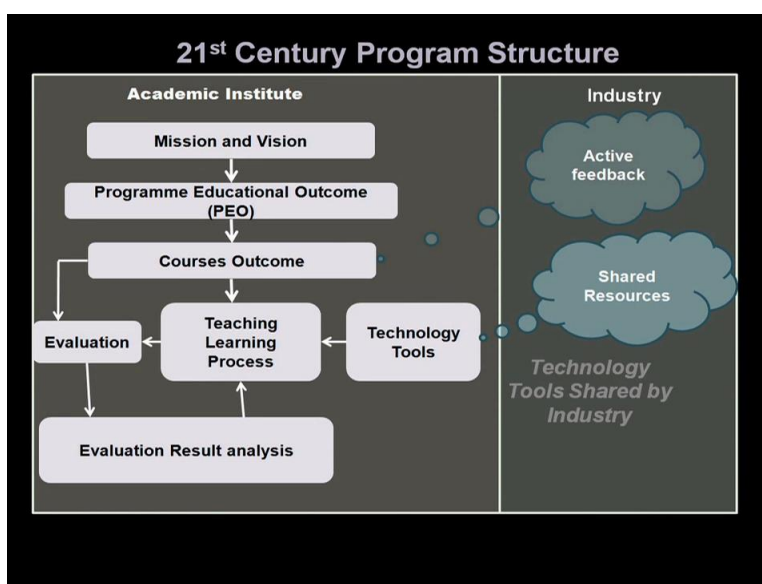 21st Century Program Structure
Academic Institute
Industry
Mission and Vision
Active
feedback
Programme Educational Outcome
(PEO)
Courses Outcome
Shared
Resources
Evaluation
Teaching
Learning
Process
Technology
Tools
Technology
Tools Shared by
Industry
Evaluation Result analysis